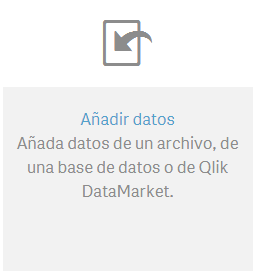 Añadir datos
Añada datos de un archivo, de
una base de datos o de Qlik
DataMarket.